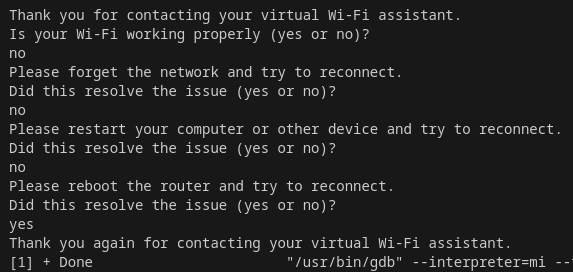 Thank you for contacting your virtual Wi-Fi assistant.
Is your Wi-Fi working properly (yes or no)?
no
Please forget the network and try to reconnect.
Did this resolve the issue (yes or no)?
no
Please restart your computer or other device and try to reconnect.
Did this resolve the issue (yes or no)?
no
Please reboot the router and try to reconnect.
Did this resolve the issue (yes or no)?
yes
Thank you again for contacting your virtual Wi-Fi assistant.
[1] + Done                       "/usr/bin/gdb" --interpreter=mi --